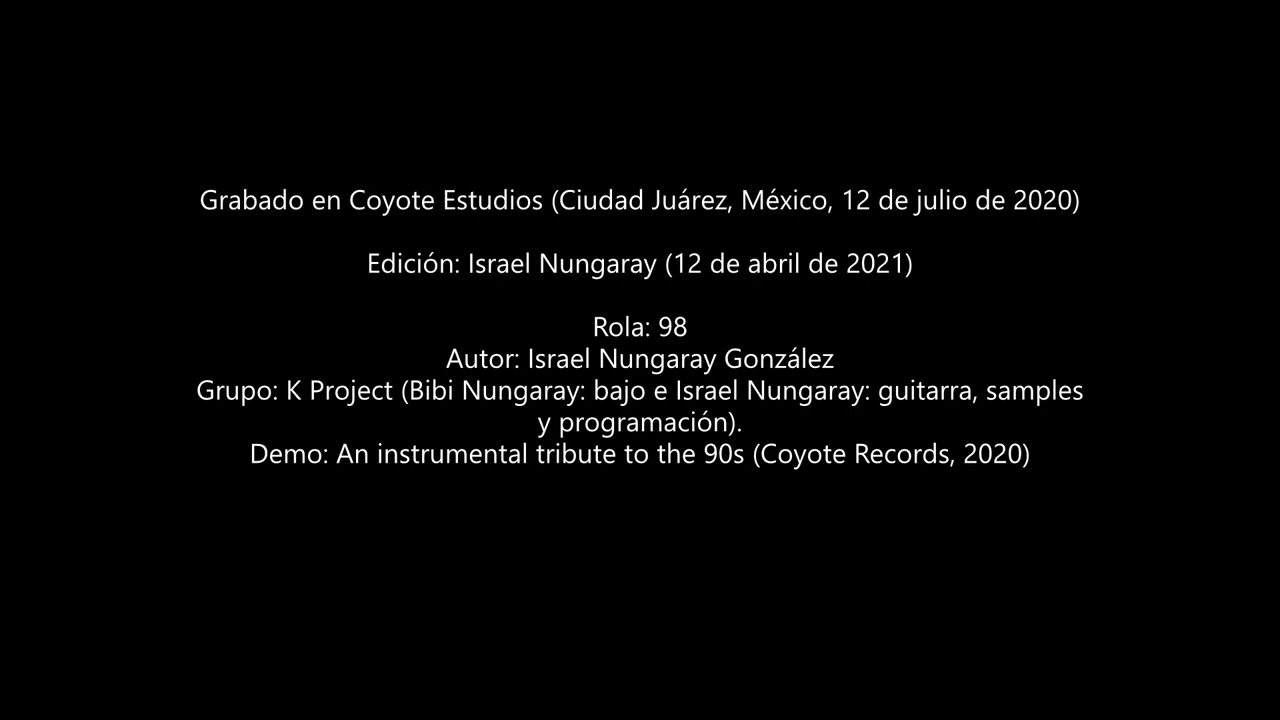 Grabado en Coyote Estudios (Ciudad Juárez, México, 12 de julio de 2020)
Edición: Israel Nungaray (12 de abril de 2021)
Rola: 98
Autor: Israel Nungaray González
Grupo: K Project (Bibi Nungaray: bajo e Israel Nungaray: guitarra, samples
y programación).
Demo: An instrumental tribute to the 90s (Coyote Records, 2020)